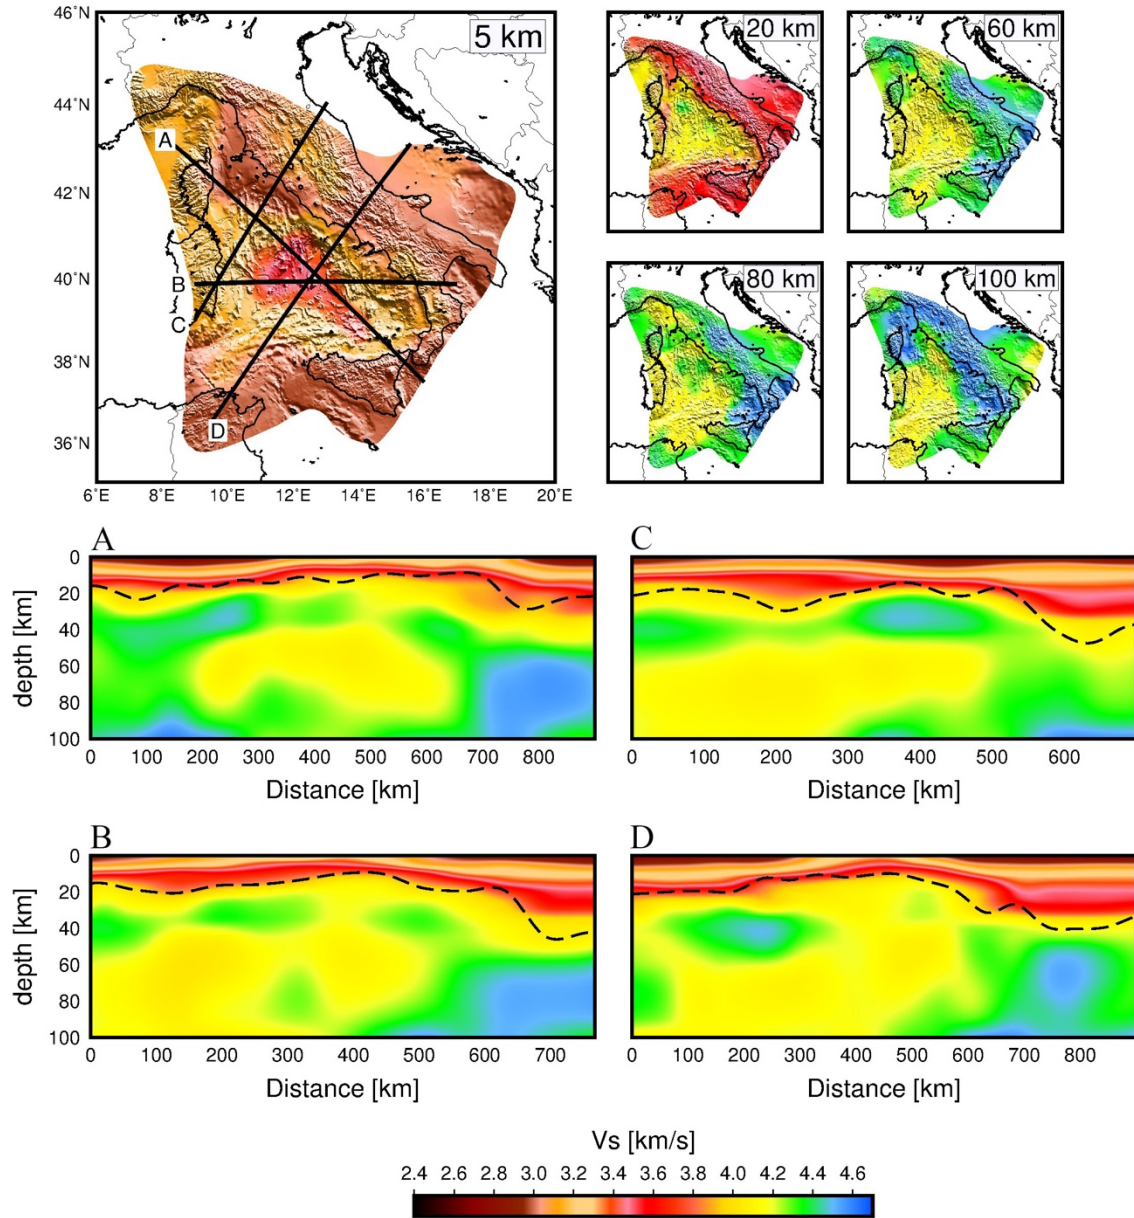 46˚N
44˚N
42˚N
40˚N
38˚N
36˚N
5 km
A
B
C
D
6˚E 8˚E 10˚E 12˚E 14˚E 16˚E 18˚E 20˚E
20 km
60 km
80 km
100 km
A
0
20
40
60
80
100
depth [km]
0 100 200 300 400 500 600 700 800
Distance [km]
C
0 100 200 300 400 500 600
Distance [km]
B
0
20
40
60
80
100
depth [km]
0 100 200 300 400 500 600 700
Distance [km]
D
0 100 200 300 400 500 600 700 800
Distance [km]
Vs [km/s]
2.4 2.6 2.8 3.0 3.2 3.4 3.6 3.8 4.0 4.2 4.4 4.6